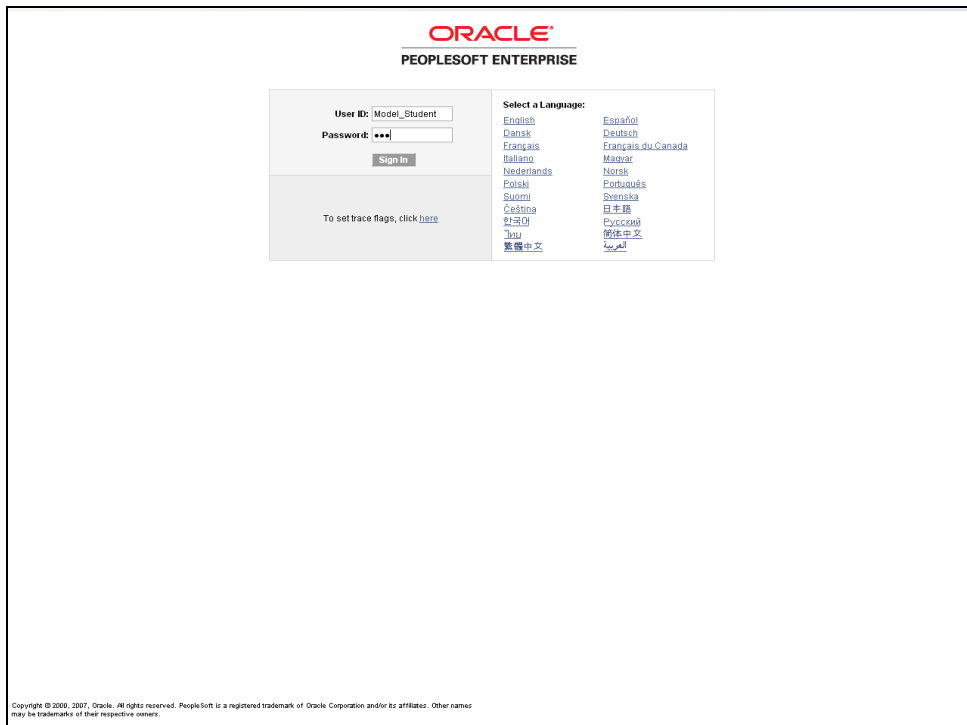 ORACLE®
PEOPLESOFT ENTERPRISE
User ID: Model_Student
Password: •••
Sign In
To set trace flags, click here
Select a Language:
English Español
Dansk Deutsch
Français Français du Canada
Italiano Magyar
Nederlands Norsk
Polski Português
Suomi Svenska
Čeština 日本語
한국어 Русский
ไทย 简体中文
繁體中文 العربية
Copyright © 2000, 2007, Oracle. All rights reserved. PeopleSoft is a registered trademark of Oracle Corporation and/or its affiliates. Other names
may be trademarks of their respective owners.